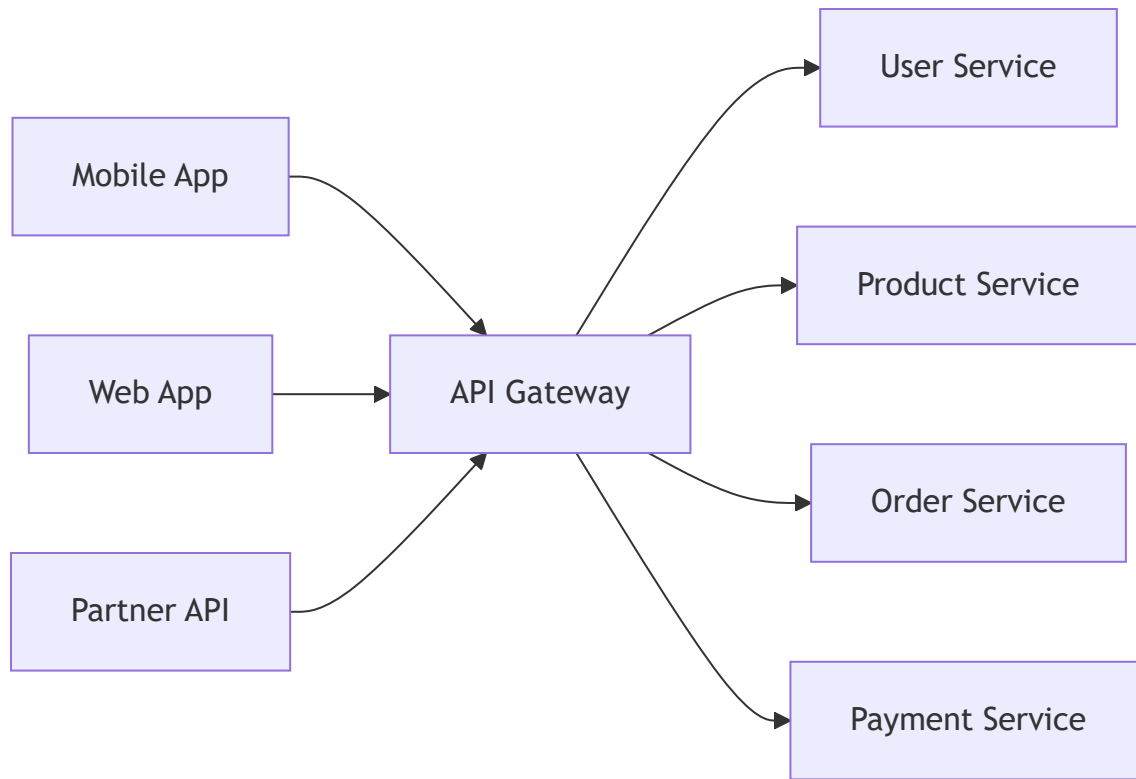 Mobile App
Web App
Partner API
API Gateway
User Service
Product Service
Order Service
Payment Service